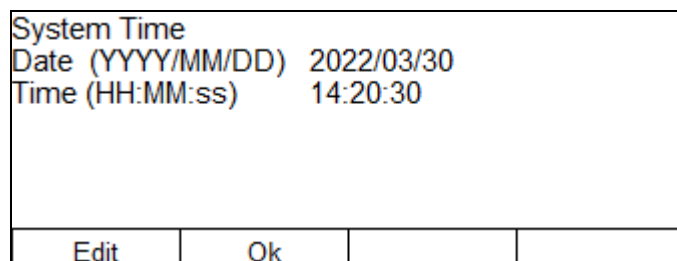 System Time
Date (YYYY/MM/DD) 2022/03/30
Time (HH:MM:ss) 14:20:30
Edit Ok